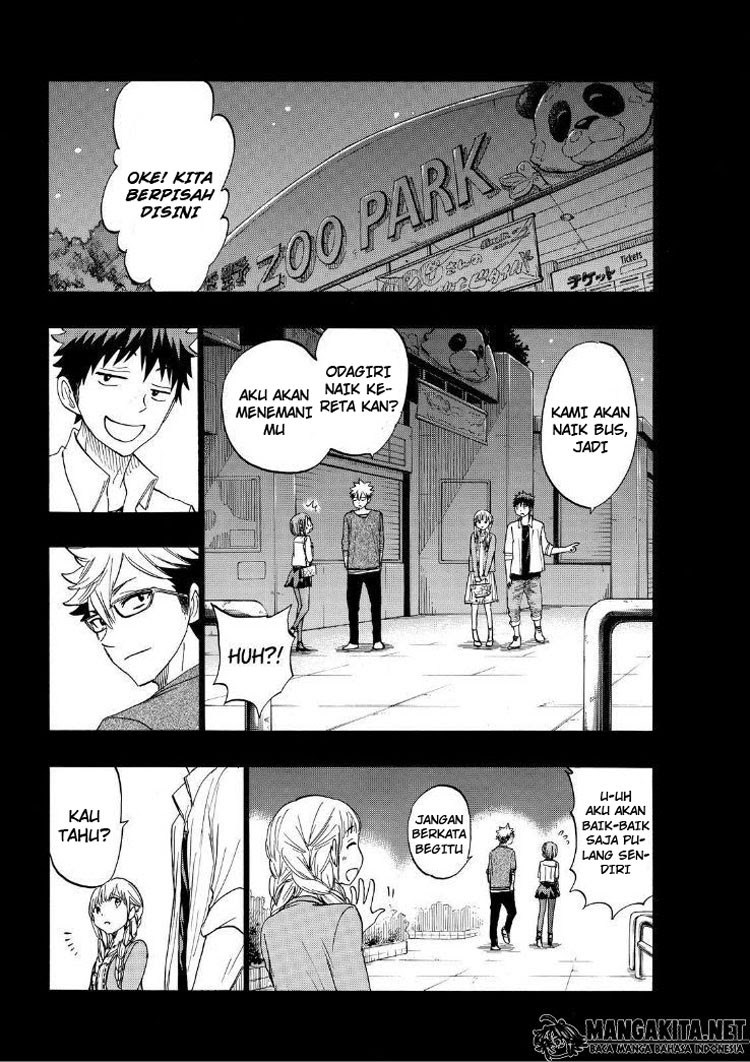 OKE! KITA
BERPISAH
DISINI
野 ZOO PARK
Tickets
チケット
KAMI AKAN
NAIK BUS,
JADI
ODAGIRI
NAIK KE-
RETA KAN?
AKU AKAN
MENEMANI
MU
HUH?!
U-UH
AKU AKAN
BAIK-BAIK
SAJA PU-
LANG SEN-
DIRI
JANGAN
BERKATA
BEGITU
KAU
TAHU?
MANGAKITA.NET
BACA MANGA BAHASA INDONESIA